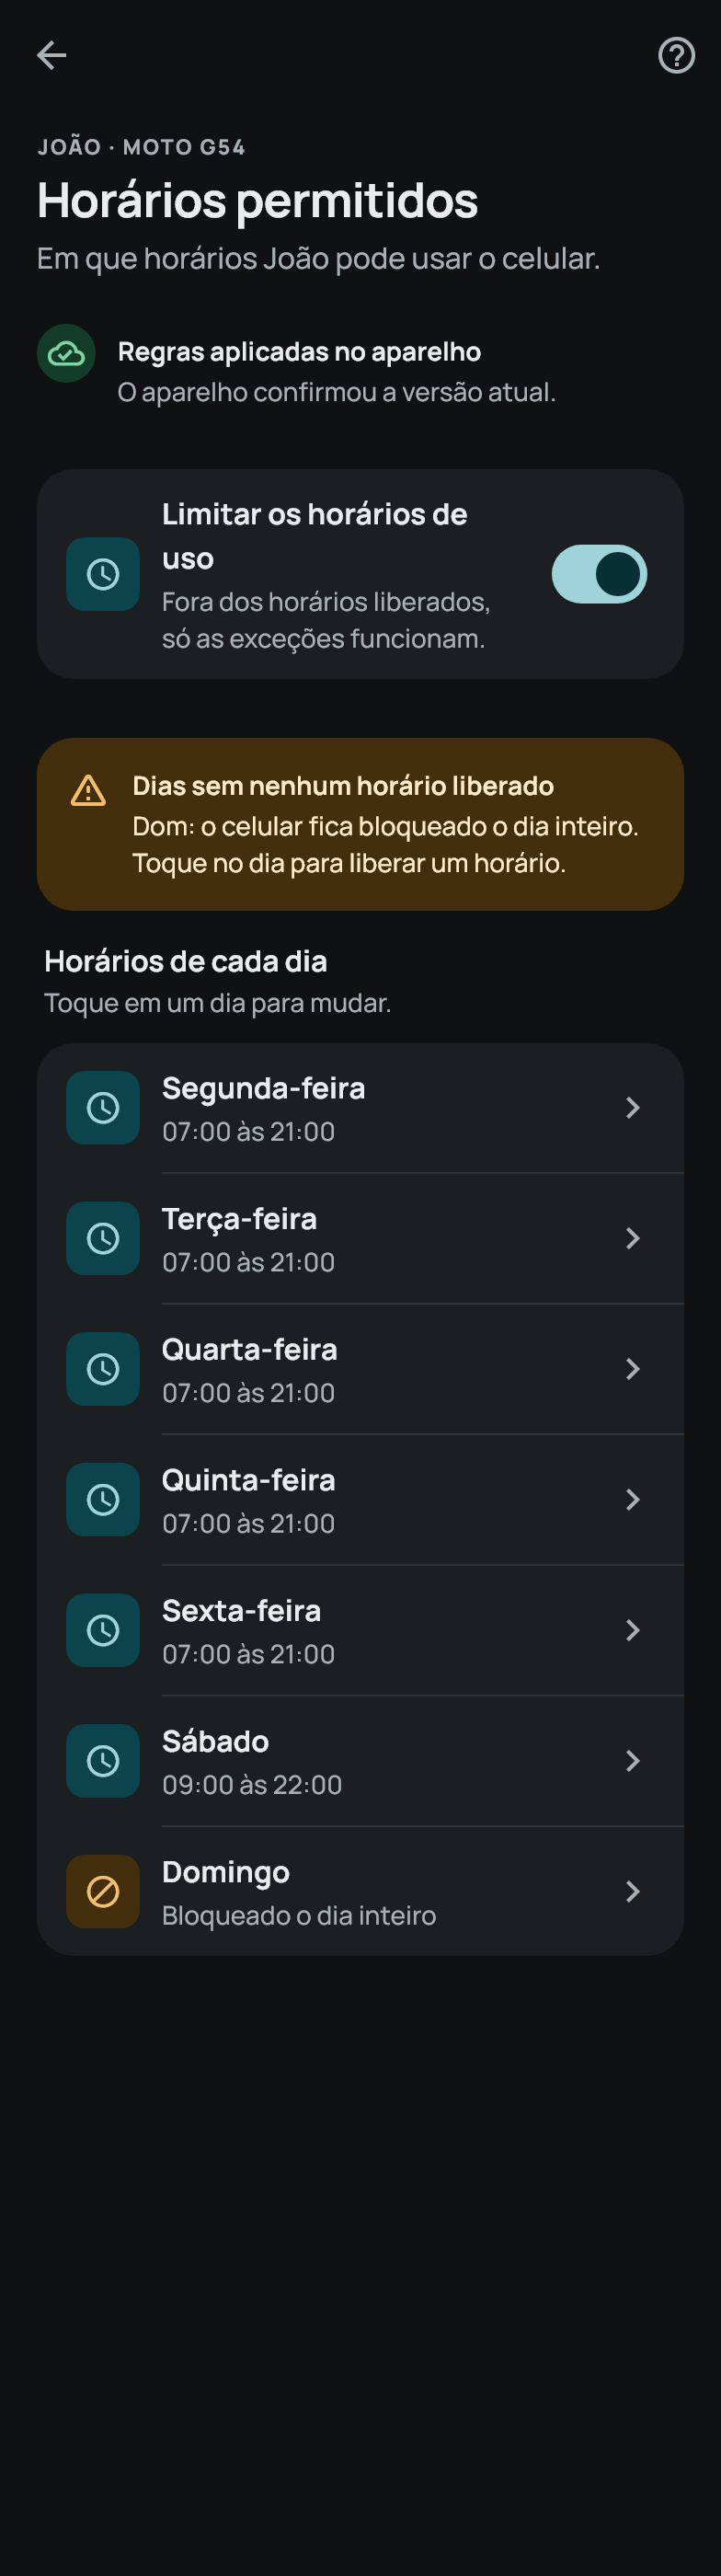 JOÃO · MOTO G54
Horários permitidos
Em que horários João pode usar o celular.
Regras aplicadas no aparelho
O aparelho confirmou a versão atual.
Limitar os horários de
uso
Fora dos horários liberados,
só as exceções funcionam.
Dias sem nenhum horário liberado
Dom: o celular fica bloqueado o dia inteiro.
Toque no dia para liberar um horário.
Horários de cada dia
Toque em um dia para mudar.
Segunda-feira
07:00 às 21:00
Terça-feira
07:00 às 21:00
Quarta-feira
07:00 às 21:00
Quinta-feira
07:00 às 21:00
Sexta-feira
07:00 às 21:00
Sábado
09:00 às 22:00
Domingo
Bloqueado o dia inteiro